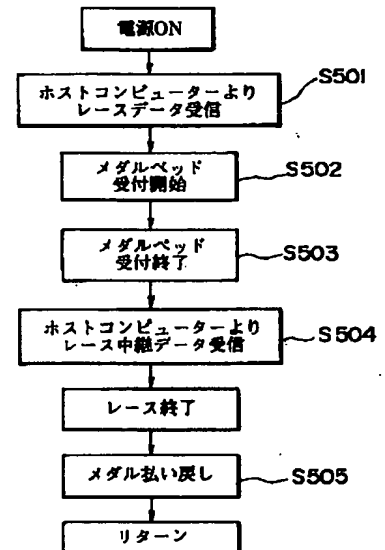 電源ON
ホストコンピューターより
レースデータ受信
S501
メダルベッド
受付開始
S502
メダルベッド
受付終了
S503
ホストコンピューターより
レース中継データ受信
S504
レース終了
メダル払い戻し
S505
リターン